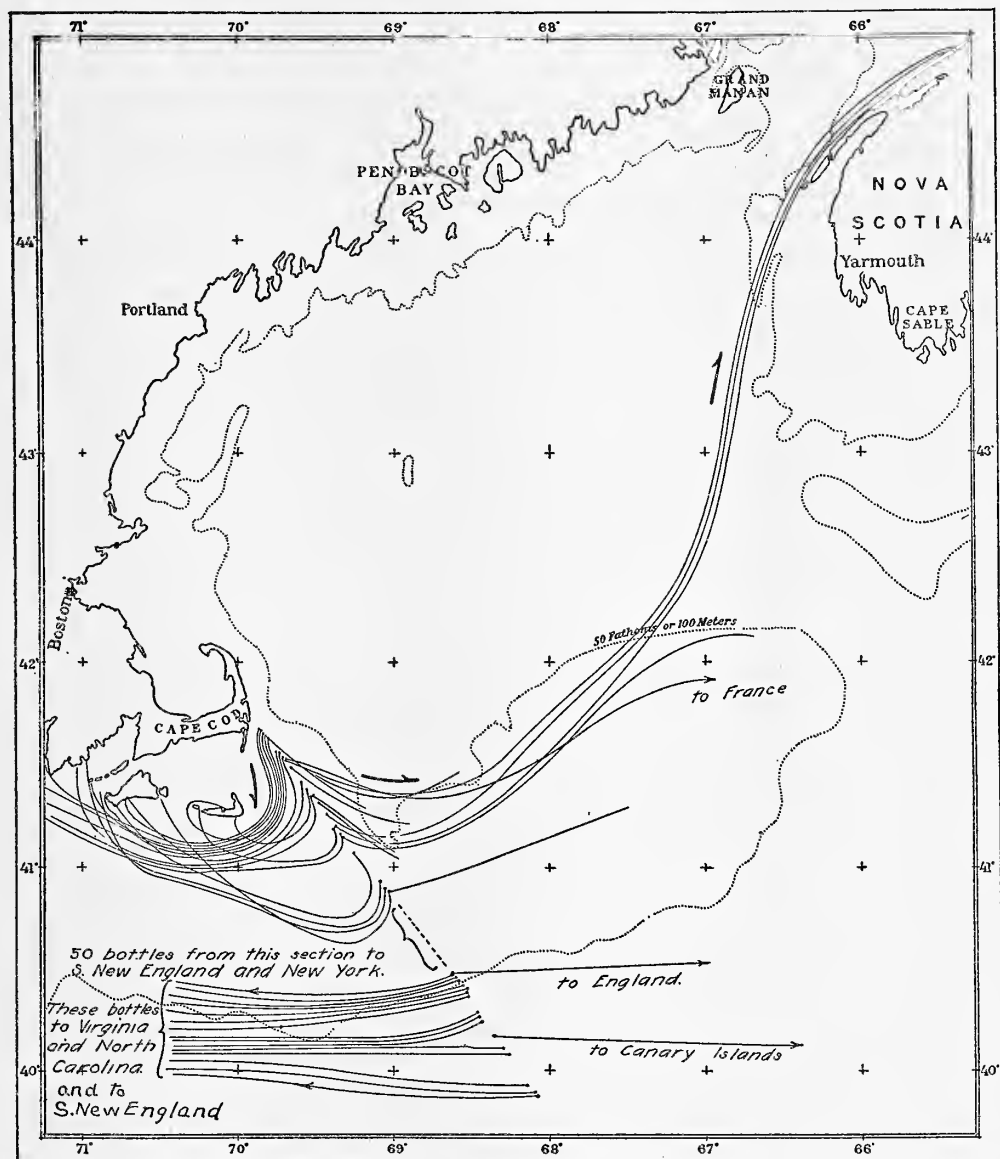 71° 70° 69° 68° 67° 66°
GRAND
MANAN
PENOBSCOT
BAY
NOVA
SCOTIA
44° 44°
Yarmouth
Portland
CAPE
SABLE
43° 43°
Boston
50 Fathoms or 100 Meters
42° 42°
to France
CAPE COD
41° 41°
50 bottles from this section to
S. New England and New York.
to England.
These bottles
to Virginia
and North
Carolina
and to
S. New England
to Canary Islands
40° 40°
71° 70° 69° 68° 67° 66°